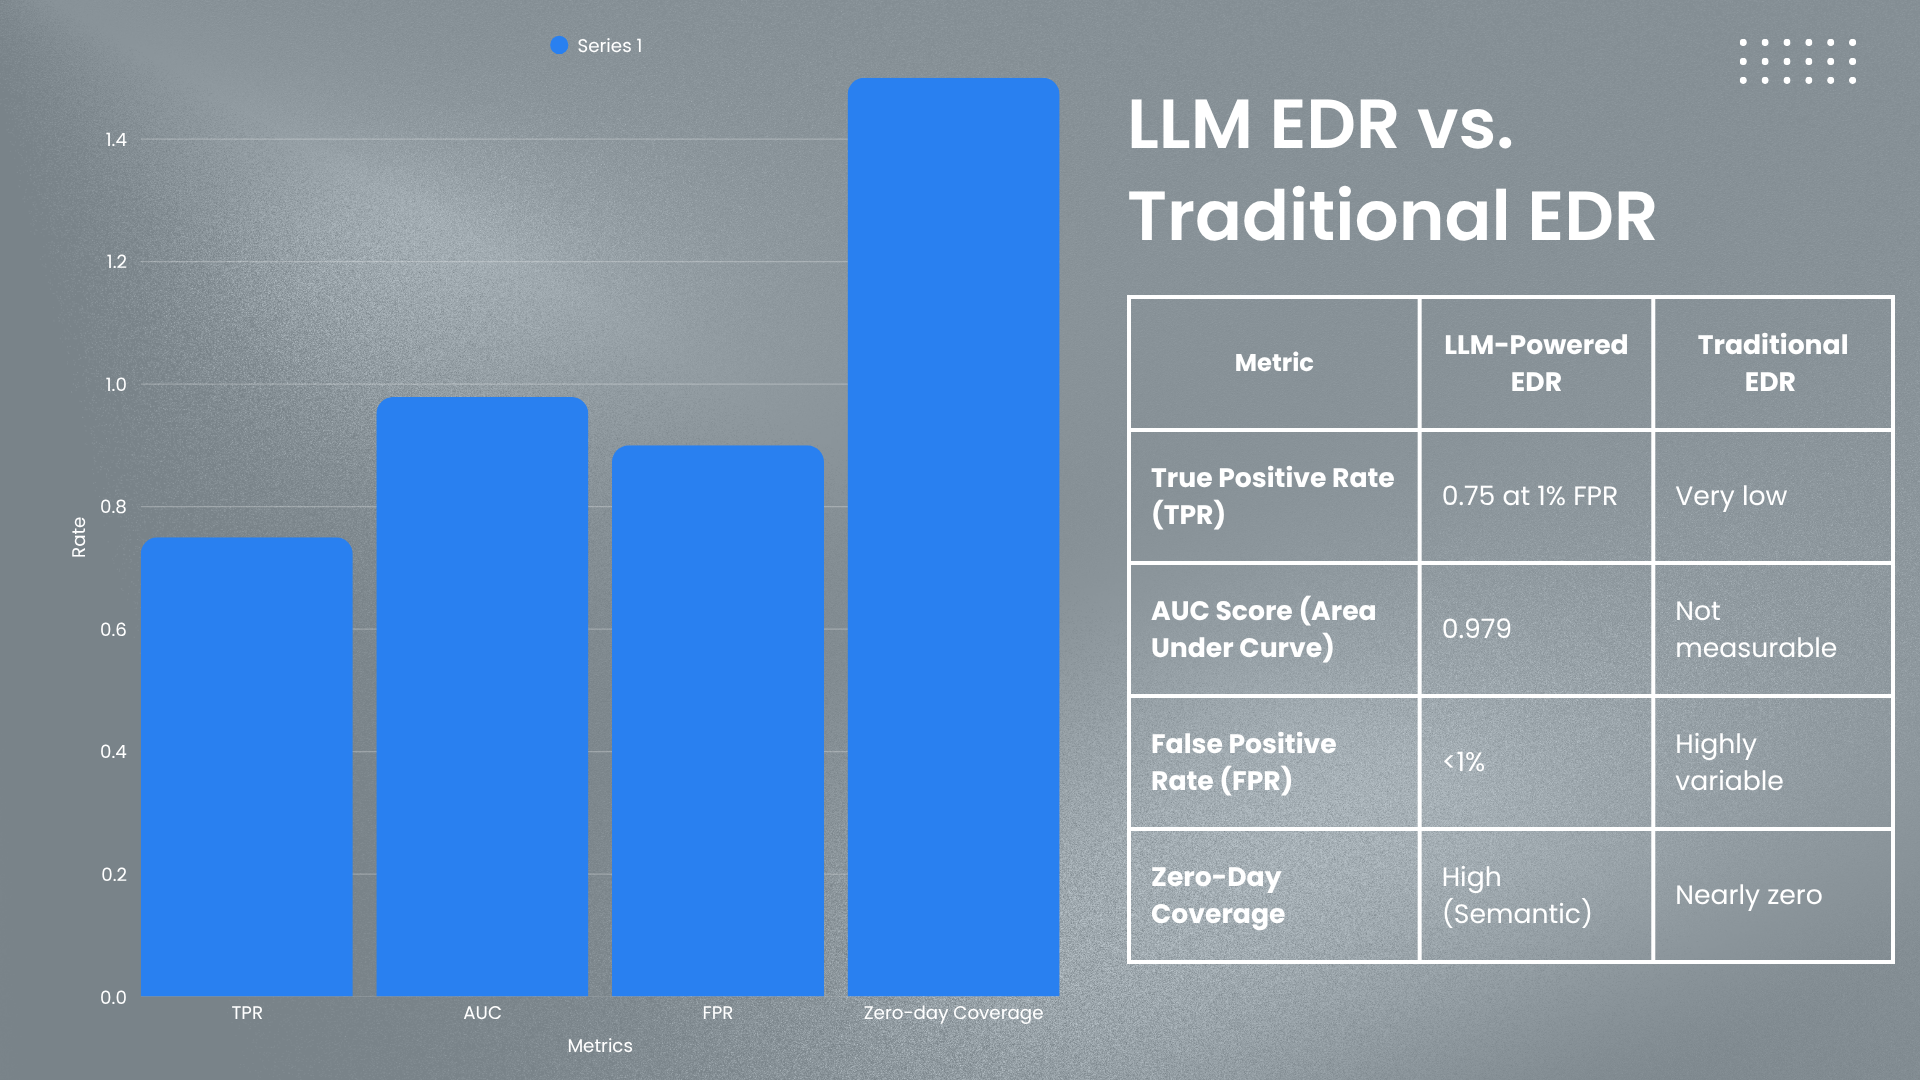 Series 1
1.4
1.2
1.0
0.8
0.6
0.4
0.2
0.0
Rate
TPR
AUC
FPR
Zero-day Coverage
Metrics
LLM EDR vs.
Traditional EDR
Metric
LLM-Powered
EDR
Traditional
EDR
True Positive Rate
(TPR)
0.75 at 1% FPR
Very low
AUC Score (Area
Under Curve)
0.979
Not
measurable
False Positive
Rate (FPR)
<1%
Highly
variable
Zero-Day
Coverage
High
(Semantic)
Nearly zero